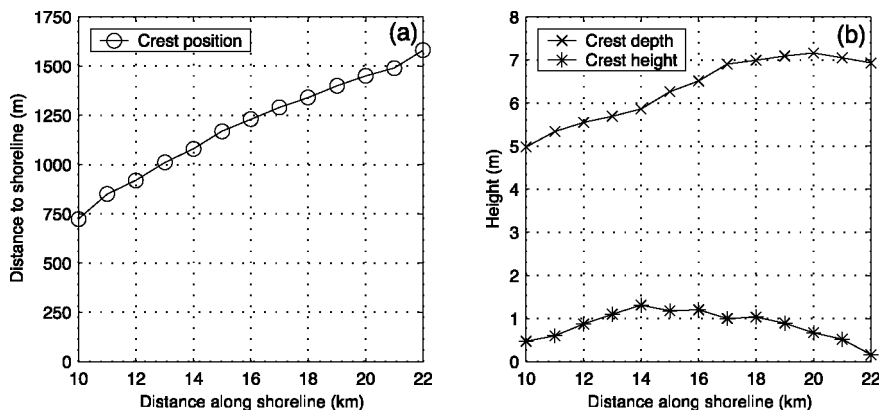 Crest position
(a)
1750
1500
1250
1000
750
500
250
0
10 12 14 16 18 20 22
Distance to shoreline (m)
Distance along shoreline (km)
Crest depth
Crest height
(b)
8
7
6
5
4
3
2
1
0
10 12 14 16 18 20 22
Height (m)
Distance along shoreline (km)